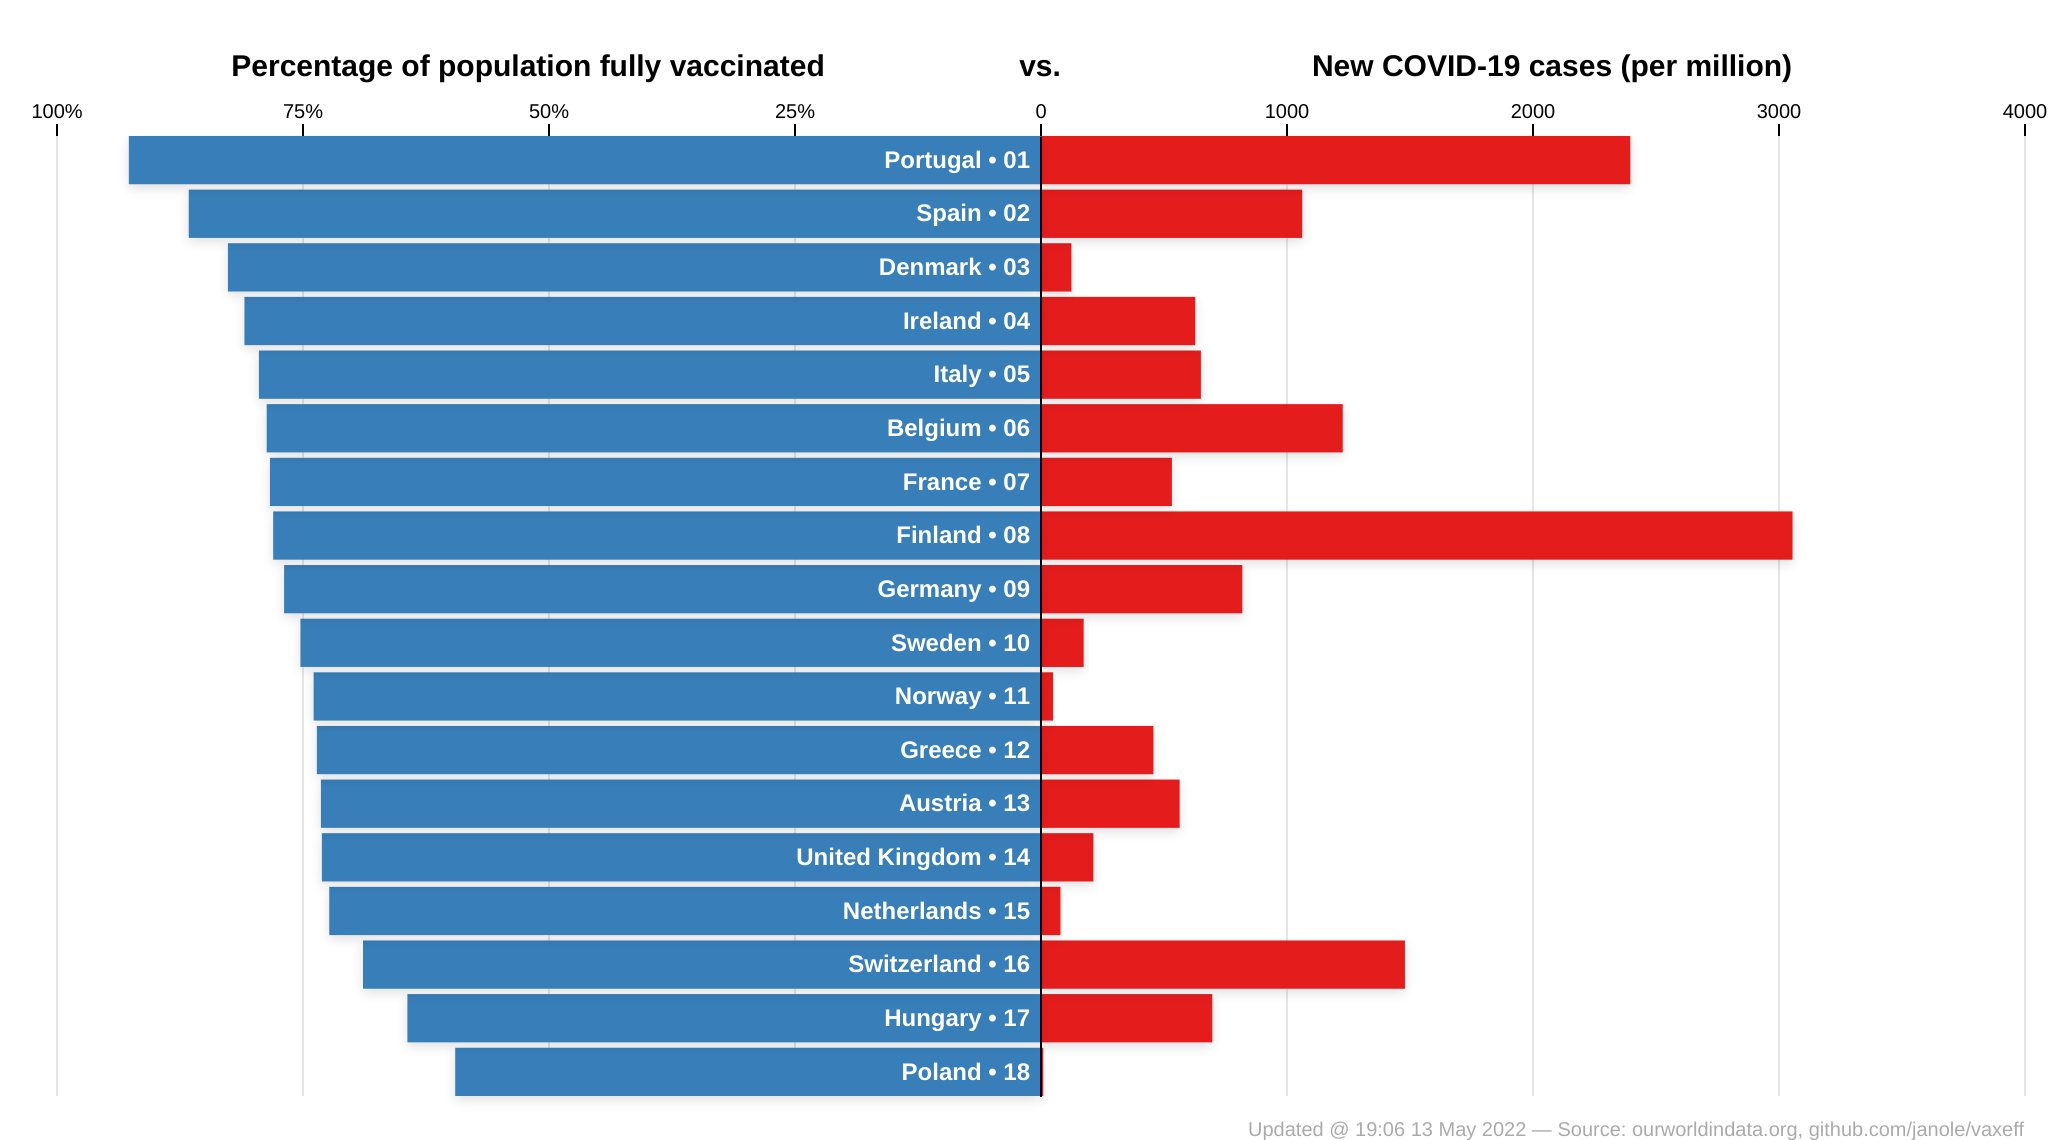 Percentage of population fully vaccinated vs. New COVID-19 cases (per million)
100% 75% 50% 25% 0 1000 2000 3000 4000
Portugal • 01
Spain • 02
Denmark • 03
Ireland • 04
Italy • 05
Belgium • 06
France • 07
Finland • 08
Germany • 09
Sweden • 10
Norway • 11
Greece • 12
Austria • 13
United Kingdom • 14
Netherlands • 15
Switzerland • 16
Hungary • 17
Poland • 18
Updated @ 19:06 13 May 2022 — Source: ourworldindata.org, github.com/janole/vaxeff